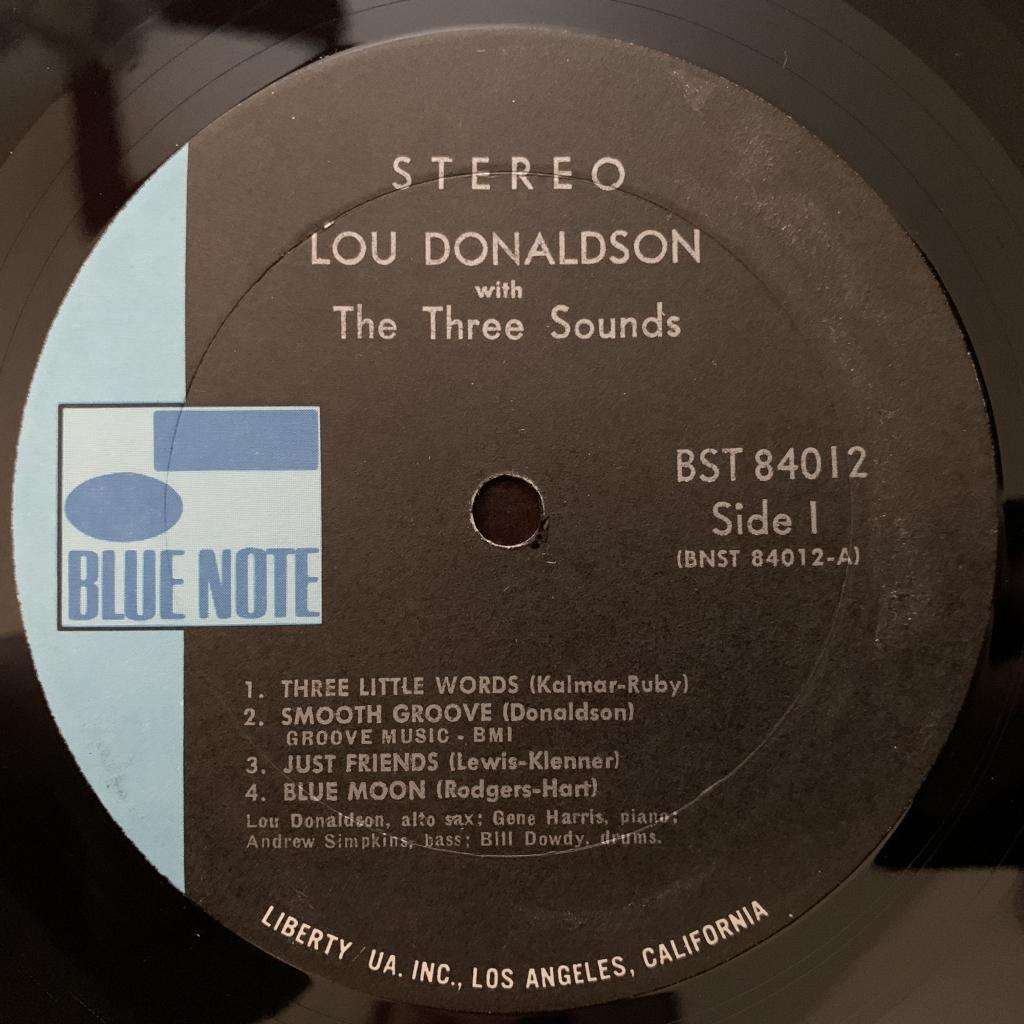 STEREO
LOU DONALDSON
with
The Three Sounds
BLUE NOTE
BST 84012
Side 1
(BNST 84012-A)
1. THREE LITTLE WORDS (Kalmar-Ruby)
2. SMOOTH GROOVE (Donaldson)
GROOVE MUSIC - BMI
3. JUST FRIENDS (Lewis-Klenner)
4. BLUE MOON (Rodgers-Hart)
Lou Donaldson, alto sax; Gene Harris, piano;
Andrew Simpkins, bass; Bill Dowdy, drums.
LIBERTY/UA. INC., LOS ANGELES, CALIFORNIA